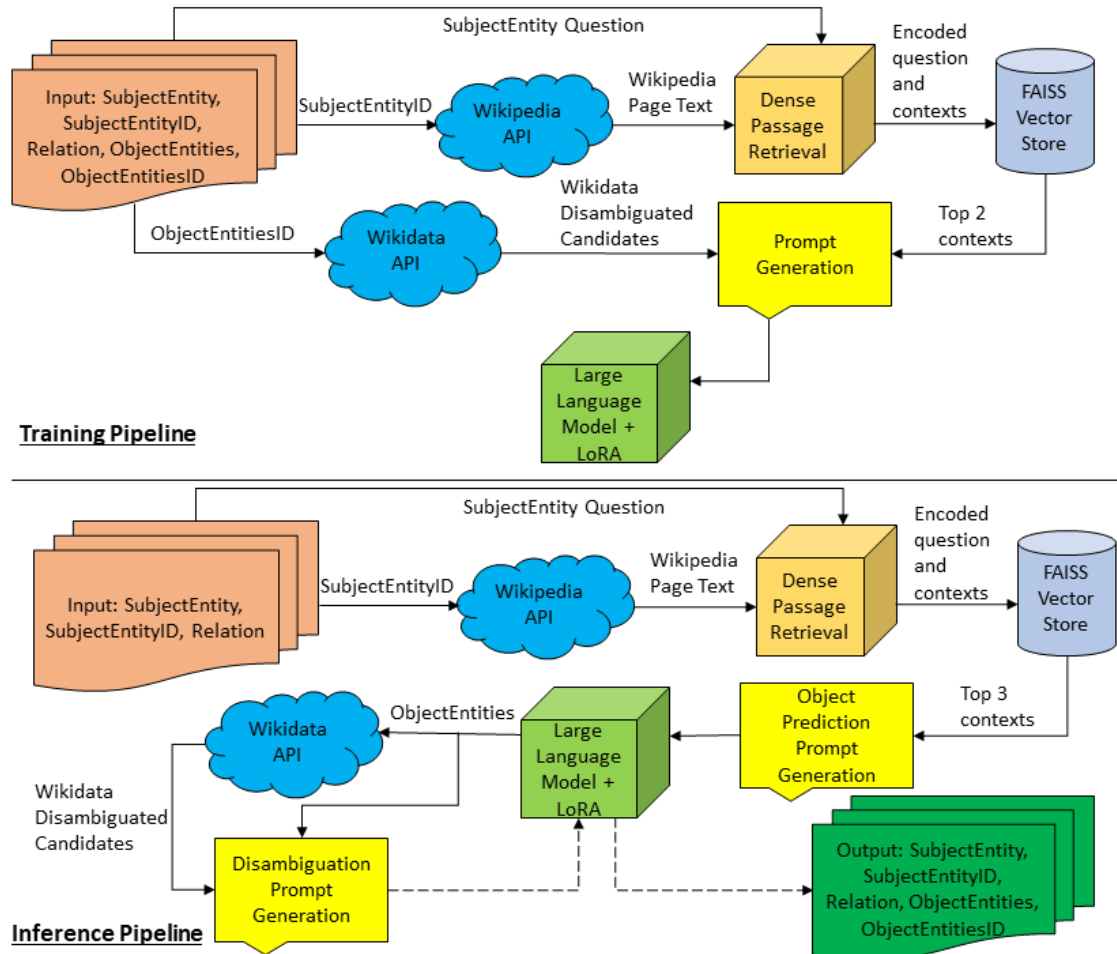 SubjectEntity Question
Input: SubjectEntity,
SubjectEntityID,
Relation, ObjectEntities,
ObjectEntitiesID
SubjectEntityID
Wikipedia
API
Wikipedia
Page Text
Dense
Passage
Retrieval
Encoded
question
and
contexts
FAISS
Vector
Store
ObjectEntitiesID
Wikidata
API
Wikidata
Disambiguated
Candidates
Prompt
Generation
Top 2
contexts
Large
Language
Model +
LoRA
Training Pipeline
SubjectEntity Question
Input: SubjectEntity,
SubjectEntityID, Relation
SubjectEntityID
Wikipedia
API
Wikipedia
Page Text
Dense
Passage
Retrieval
Encoded
question
and
contexts
FAISS
Vector
Store
Top 3
contexts
Object
Prediction
Prompt
Generation
Large
Language
Model +
LoRA
ObjectEntities
Wikidata
API
Wikidata
Disambiguated
Candidates
Disambiguation
Prompt
Generation
Output: SubjectEntity,
SubjectEntityID,
Relation, ObjectEntities,
ObjectEntitiesID
Inference Pipeline